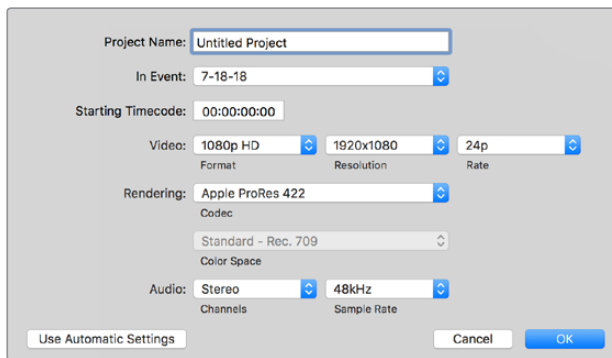 Project Name: Untitled Project
In Event: 7-18-18
Starting Timecode: 00:00:00:00
Video: 1080p HD 1920x1080 24p
Format Resolution Rate
Rendering: Apple ProRes 422
Codec
Standard - Rec. 709
Color Space
Audio: Stereo 48kHz
Channels Sample Rate
Use Automatic Settings Cancel OK